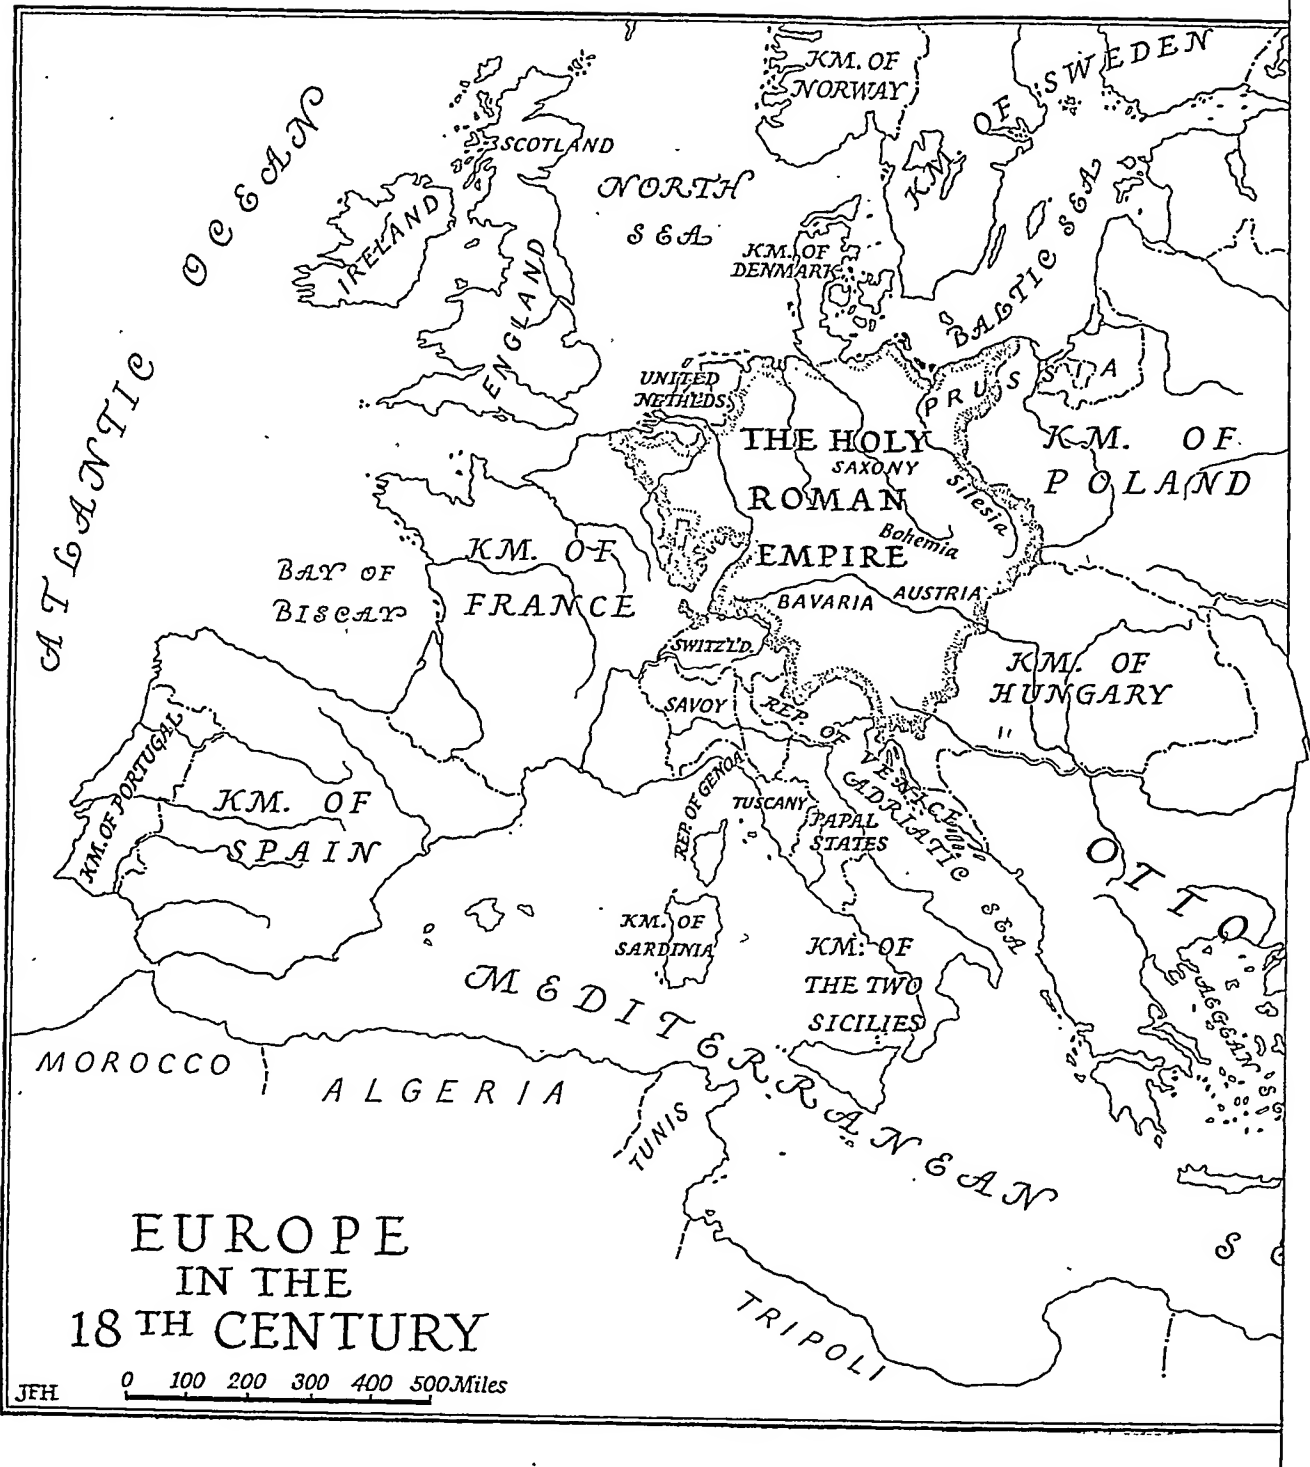 KM. OF
NORWAY
KM. OF SWEDEN
ATLANTIC OCEAN
SCOTLAND
NORTH
SEA
IRELAND
ENGLAND
KM. OF
DENMARK
BALTIC SEA
UNITED
NETHLDS
PRUSSIA
THE HOLY
ROMAN
EMPIRE
SAXONY
Silesia
Bohemia
KM. OF
POLAND
BAY OF
BISCAY
KM. OF
FRANCE
BAVARIA
AUSTRIA
SWITZ'L'D.
SAVOY
REP. OF VENICE
KM. OF
HUNGARY
KM. OF PORTUGAL
KM. OF
SPAIN
REP. OF GENOA
TUSCANY
PAPAL
STATES
ADRIATIC SEA
OTTO
KM. OF
SARDINIA
KM. OF
THE TWO
SICILIES
AEGEAN S
MEDITERRANEAN
S
MOROCCO
ALGERIA
TUNIS
TRIPOLI
EUROPE
IN THE
18TH CENTURY
0 100 200 300 400 500 Miles
JFH